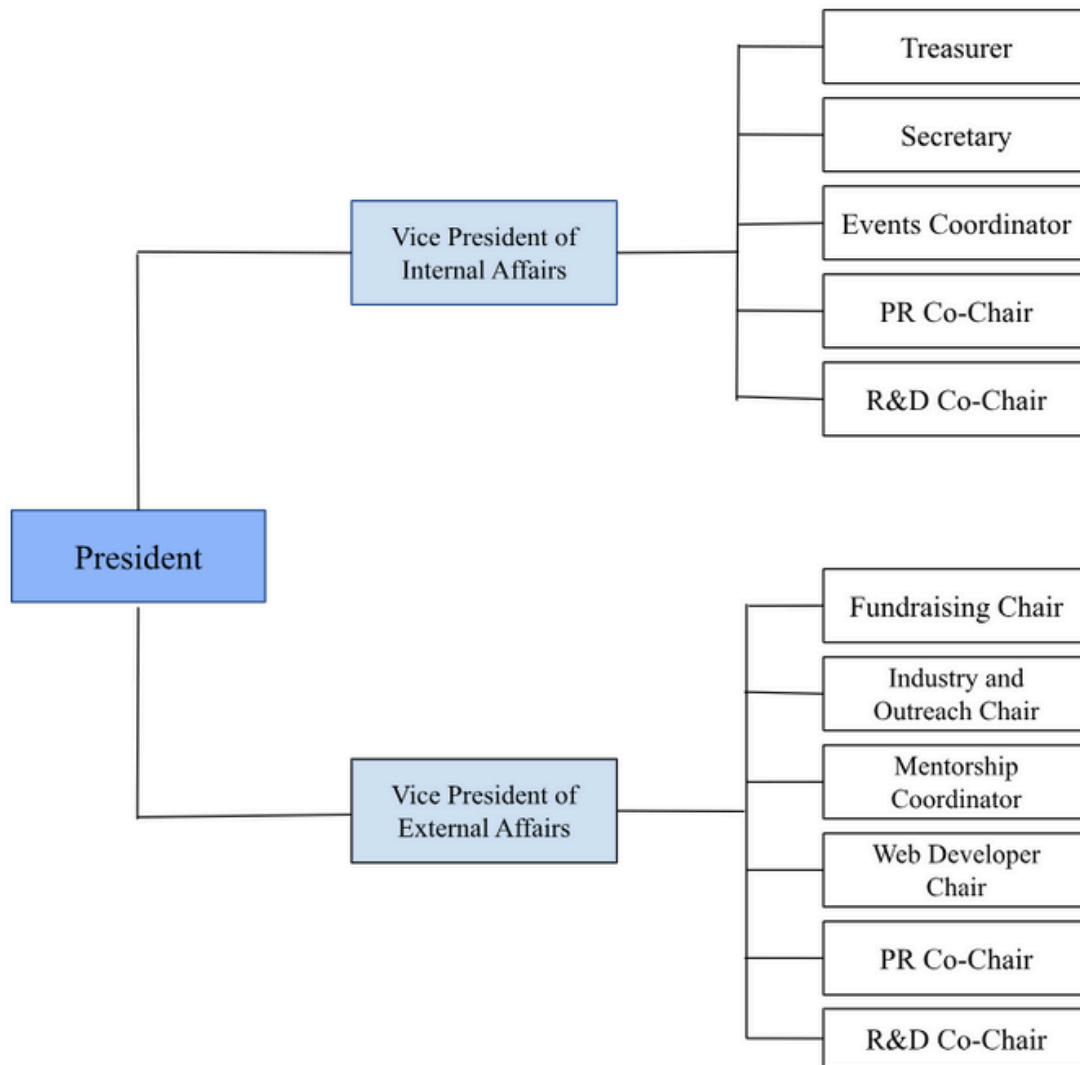 Treasurer
Secretary
Vice President of
Internal Affairs
Events Coordinator
PR Co-Chair
R&D Co-Chair
President
Fundraising Chair
Industry and
Outreach Chair
Vice President of
External Affairs
Mentorship
Coordinator
Web Developer
Chair
PR Co-Chair
R&D Co-Chair